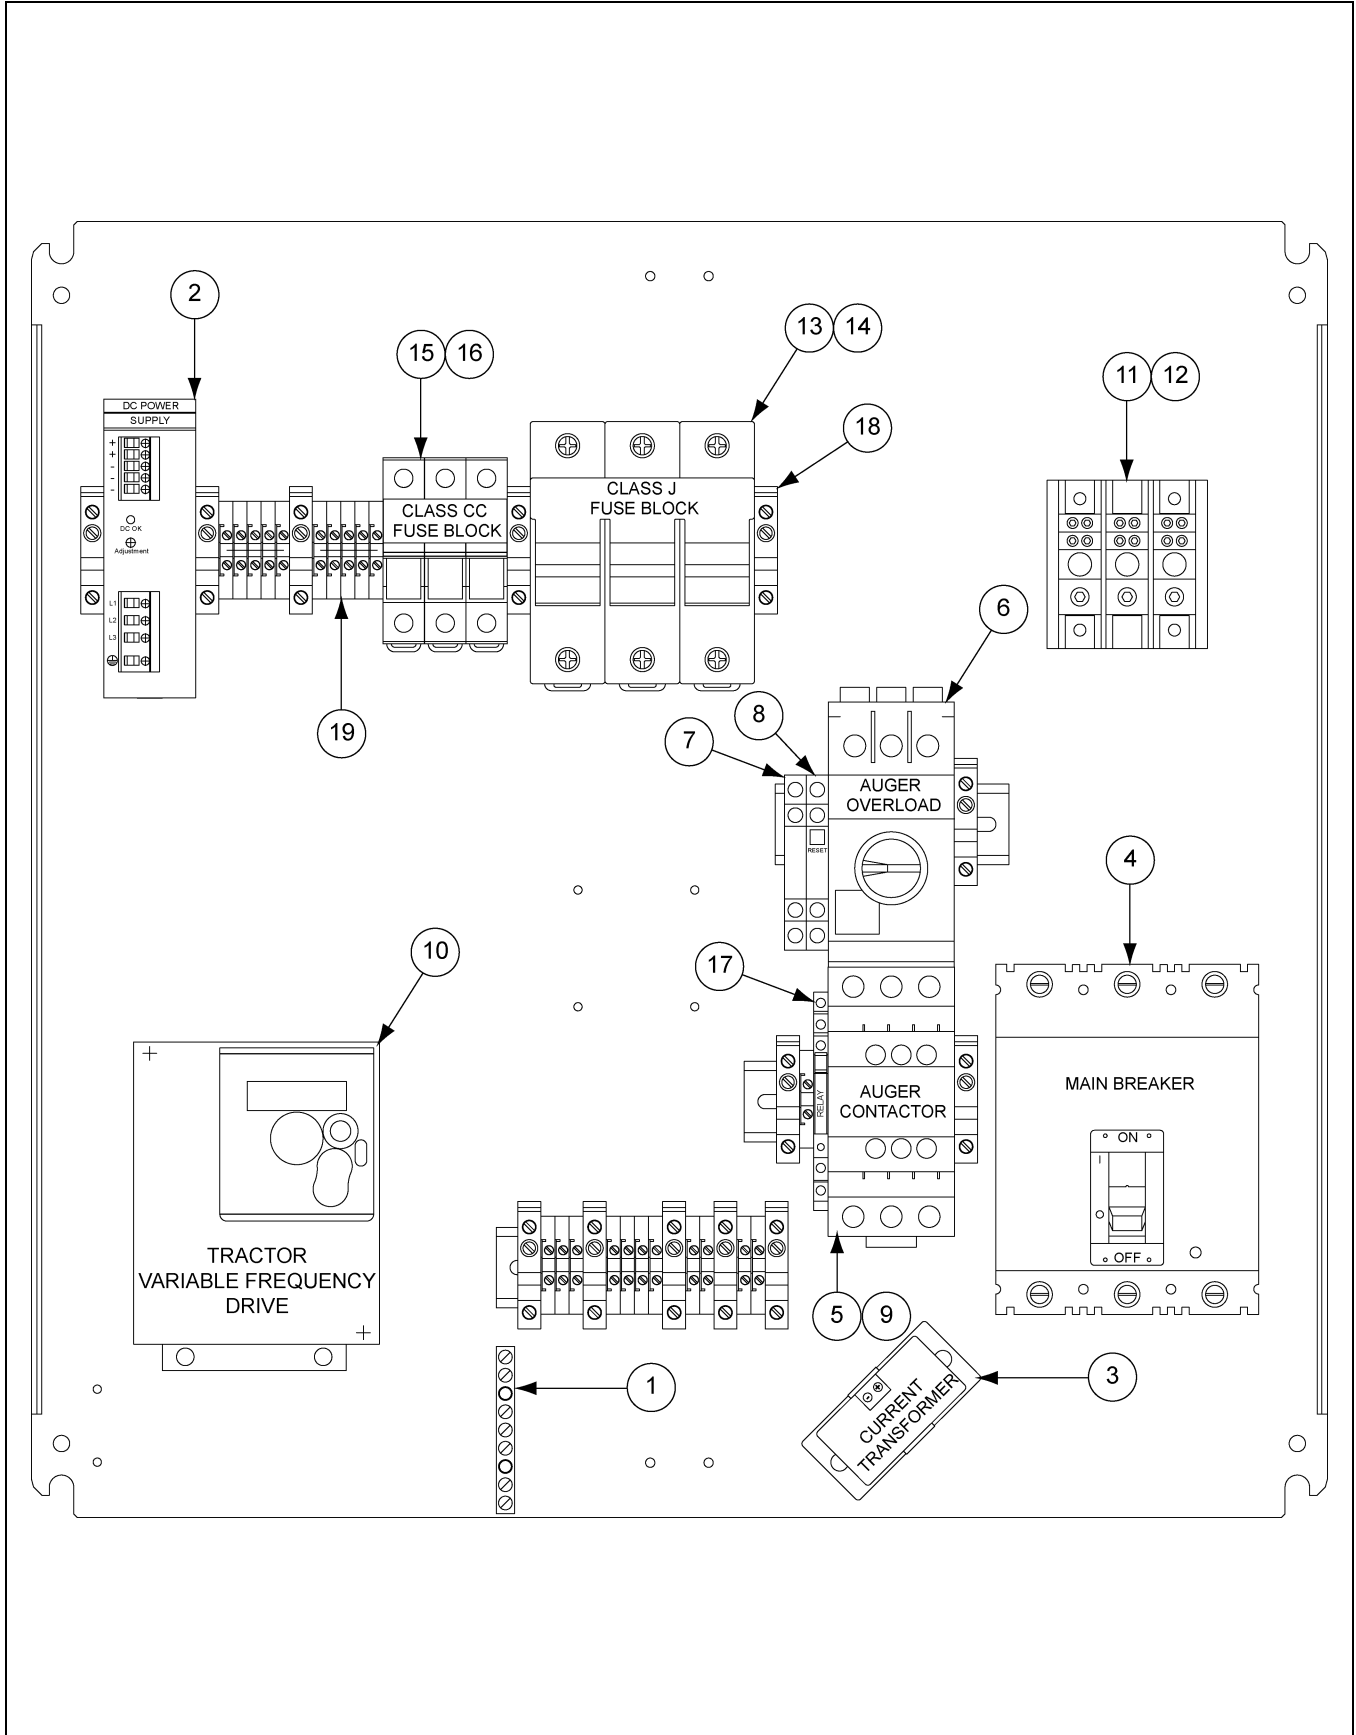 2
13 14
15 16
11 12
18
DC POWER
SUPPLY
+
+
-
-
-
DC OK
Adjustment
L1
L2
L3
CLASS CC
FUSE BLOCK
CLASS J
FUSE BLOCK
6
19
8
7
AUGER
OVERLOAD
RESET
4
10
17
MAIN BREAKER
ON
I
OFF
RELAY
AUGER
CONTACTOR
TRACTOR
VARIABLE FREQUENCY
DRIVE
5 9
1
3
CURRENT
TRANSFORMER